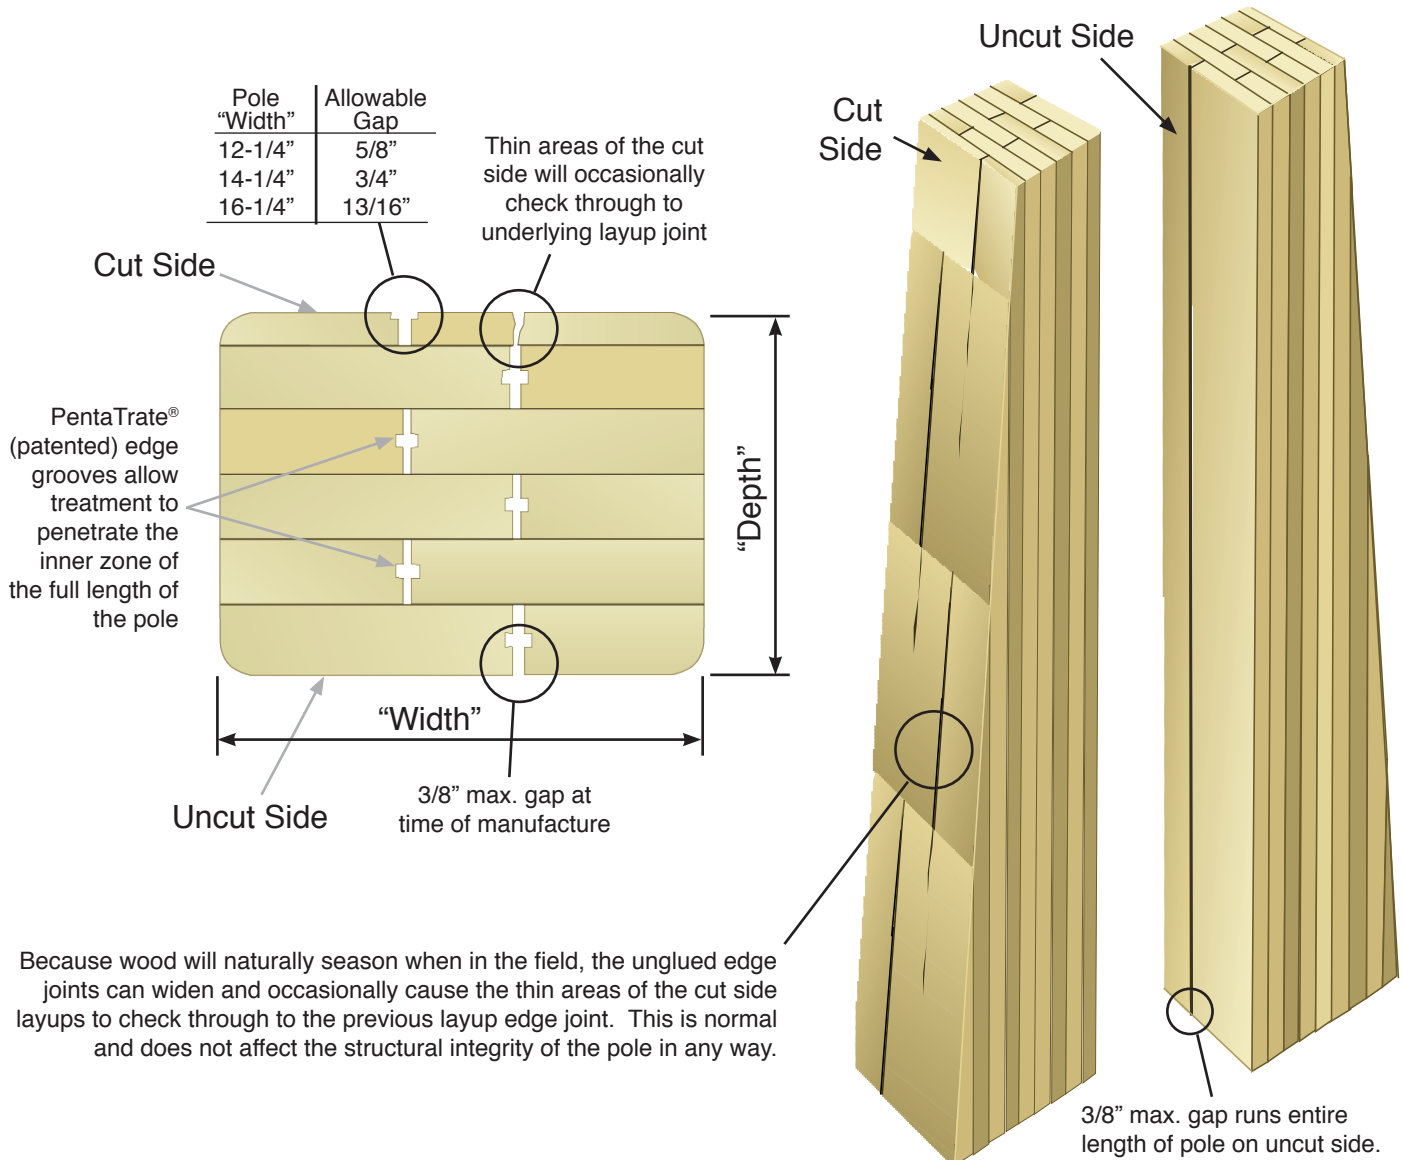 Pole Allowable
“Width” Gap
12-1/4” 5/8”
14-1/4” 3/4”
16-1/4” 13/16”
Thin areas of the cut
side will occasionally
check through to
underlying layup joint
Cut Side
PentaTrate®
(patented) edge
grooves allow
treatment to
penetrate the
inner zone of
the full length of
the pole
“Depth”
“Width”
Uncut Side
3/8” max. gap at
time of manufacture
Because wood will naturally season when in the field, the unglued edge
joints can widen and occasionally cause the thin areas of the cut side
layups to check through to the previous layup edge joint.  This is normal
and does not affect the structural integrity of the pole in any way.
Cut
Side
Uncut Side
3/8” max. gap runs entire
length of pole on uncut side.